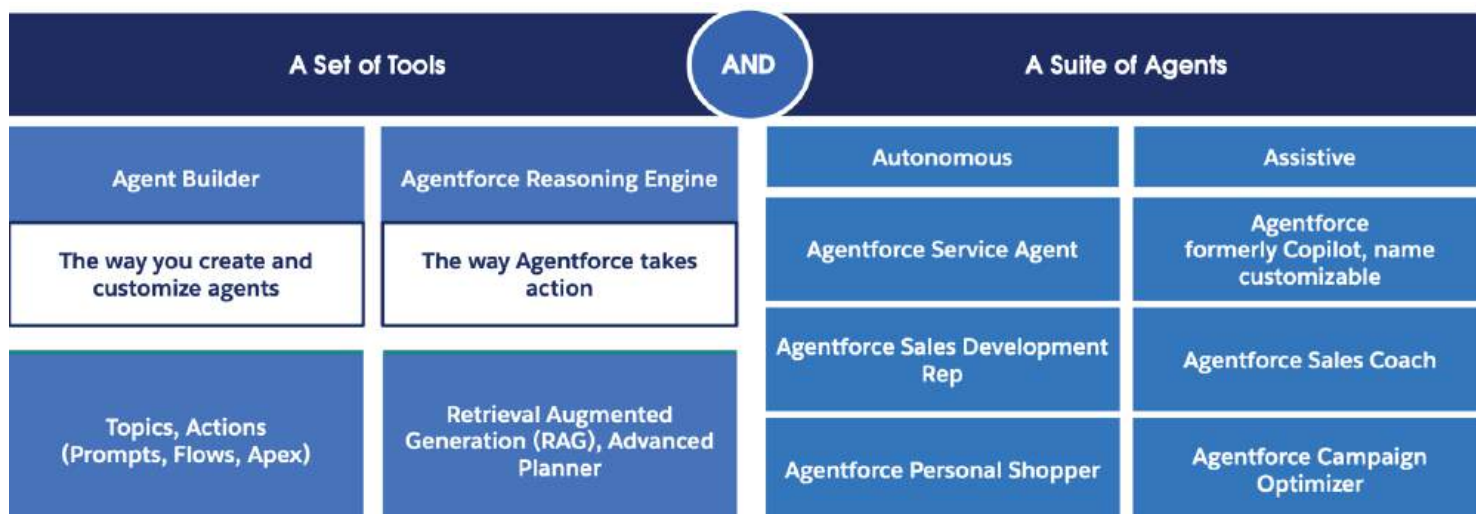 A Set of Tools
AND
A Suite of Agents
Agent Builder
The way you create and
customize agents
Topics, Actions
(Prompts, Flows, Apex)
Agentforce Reasoning Engine
The way Agentforce takes
action
Retrieval Augmented
Generation (RAG), Advanced
Planner
Autonomous
Agentforce Service Agent
Agentforce Sales Development
Rep
Agentforce Personal Shopper
Assistive
Agentforce
formerly Copilot, name
customizable
Agentforce Sales Coach
Agentforce Campaign
Optimizer